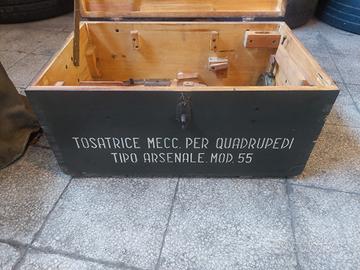 TOSATRICE MECC. PER QUADRUPEDI
TIPO ARSENALE. MOD. 55